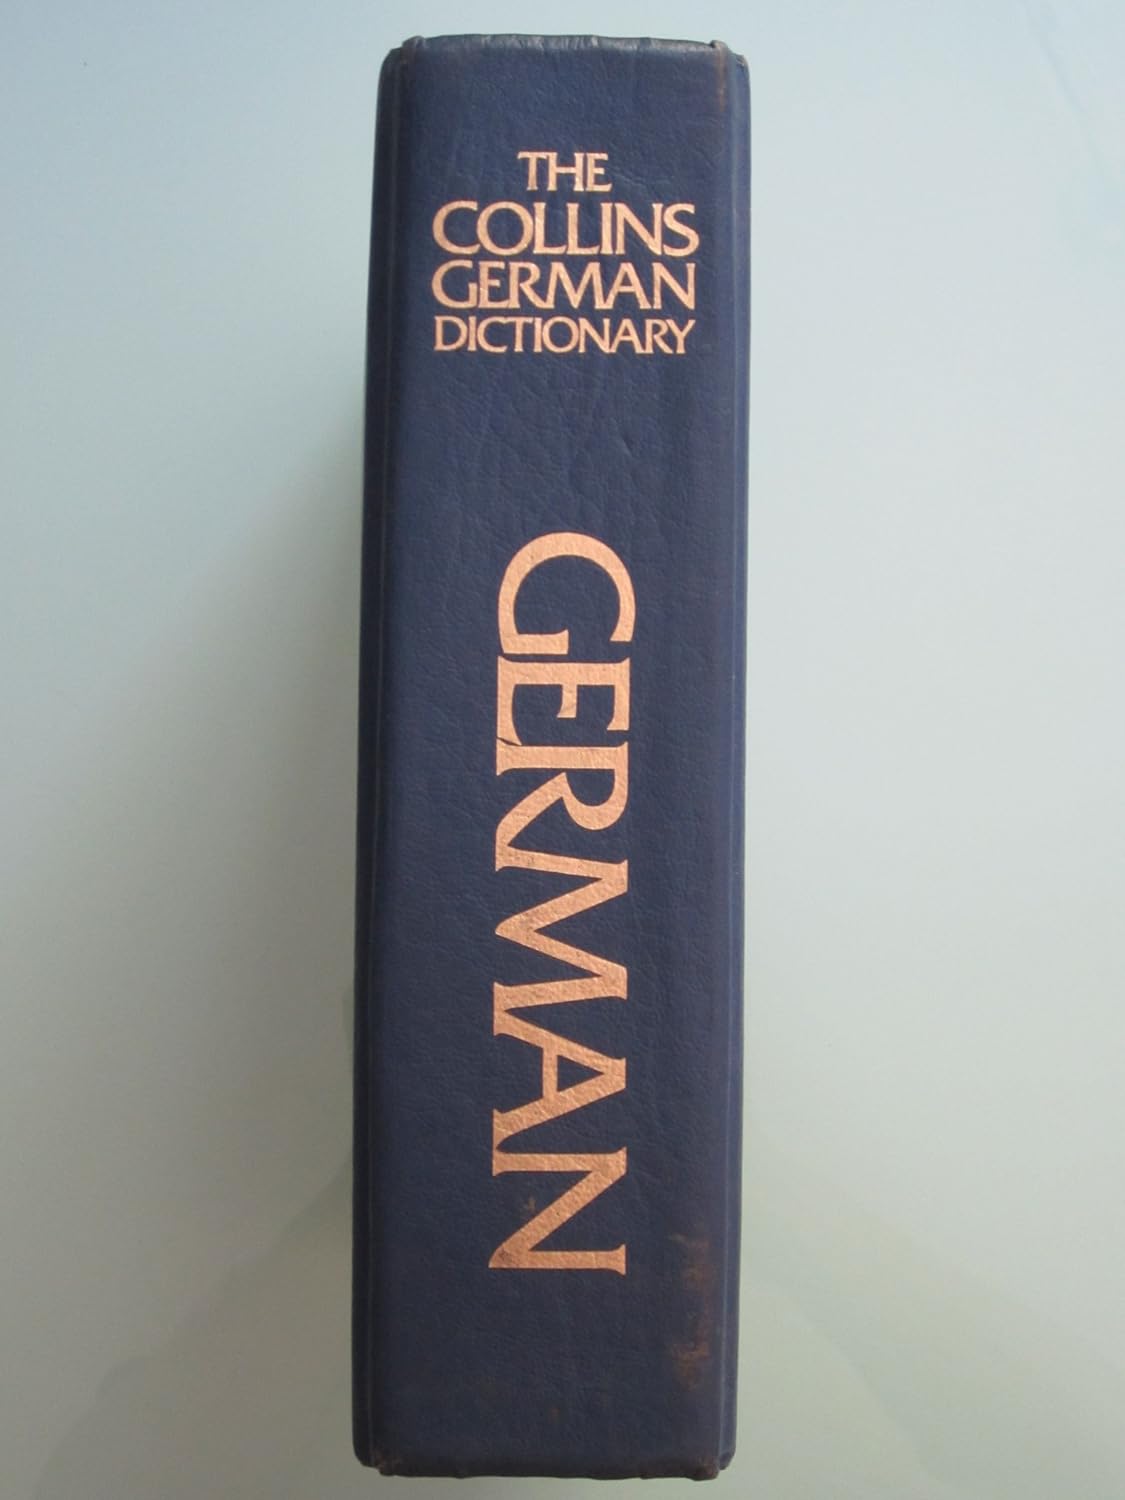 THE
COLLINS
GERMAN
DICTIONARY
GERMAN